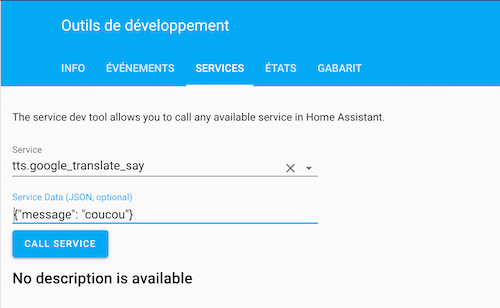 Outils de développement
INFO ÉVÉNEMENTS SERVICES ÉTATS GABARIT
The service dev tool allows you to call any available service in Home Assistant.
Service
tts.google_translate_say
Service Data (JSON, optional)
{"message": "coucou"}
CALL SERVICE
No description is available